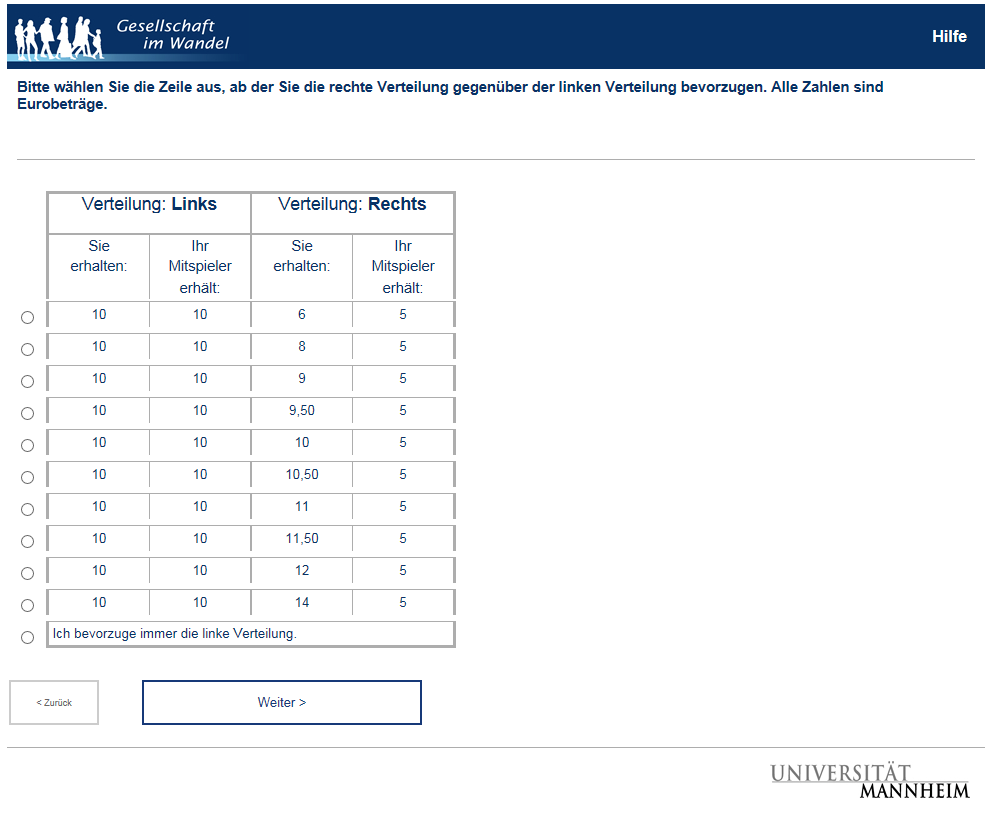 Gesellschaft
im Wandel
Hilfe
Bitte wählen Sie die Zeile aus, ab der Sie die rechte Verteilung gegenüber der linken Verteilung bevorzugen. Alle Zahlen sind
Eurobeträge.
Verteilung: Links Verteilung: Rechts
Sie erhalten: Ihr Mitspieler erhält: Sie erhalten: Ihr Mitspieler erhält:
10 10 6 5
10 10 8 5
10 10 9 5
10 10 9,50 5
10 10 10 5
10 10 10,50 5
10 10 11 5
10 10 11,50 5
10 10 12 5
10 10 14 5
Ich bevorzuge immer die linke Verteilung.
< Zurück Weiter >
UNIVERSITÄT
MANNHEIM